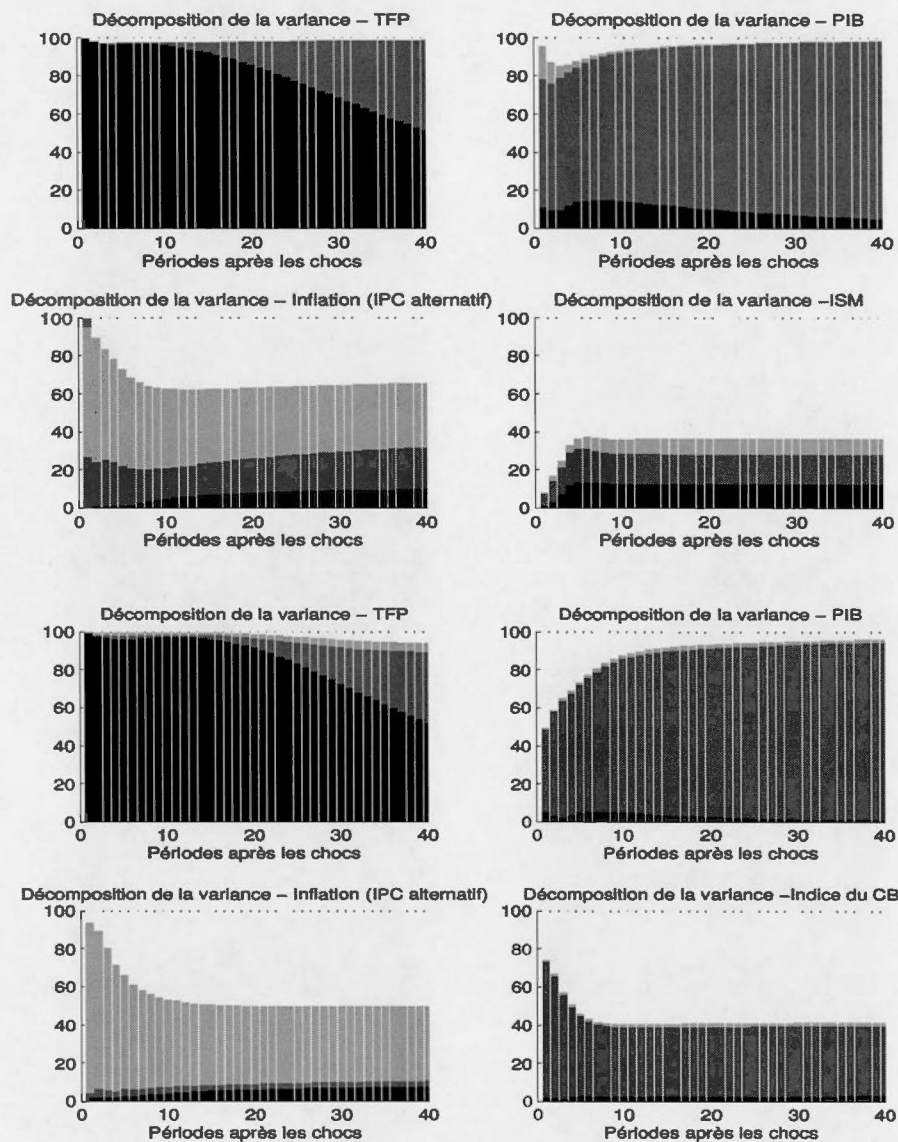 Décomposition de la variance – TFP
100
80
60
40
20
0
0 10 20 30 40
Périodes après les chocs
Décomposition de la variance – PIB
100
80
60
40
20
0
0 10 20 30 40
Périodes après les chocs
Décomposition de la variance – Inflation (IPC alternatif)
100
80
60
40
20
0
0 10 20 30 40
Périodes après les chocs
Décomposition de la variance –ISM
100
80
60
40
20
0
0 10 20 30 40
Périodes après les chocs
Décomposition de la variance – TFP
100
80
60
40
20
0
0 10 20 30 40
Périodes après les chocs
Décomposition de la variance – PIB
100
80
60
40
20
0
0 10 20 30 40
Périodes après les chocs
Décomposition de la variance – Inflation (IPC alternatif)
100
80
60
40
20
0
0 10 20 30 40
Périodes après les chocs
Décomposition de la variance –Indice du CB
100
80
60
40
20
0
0 10 20 30 40
Périodes après les chocs